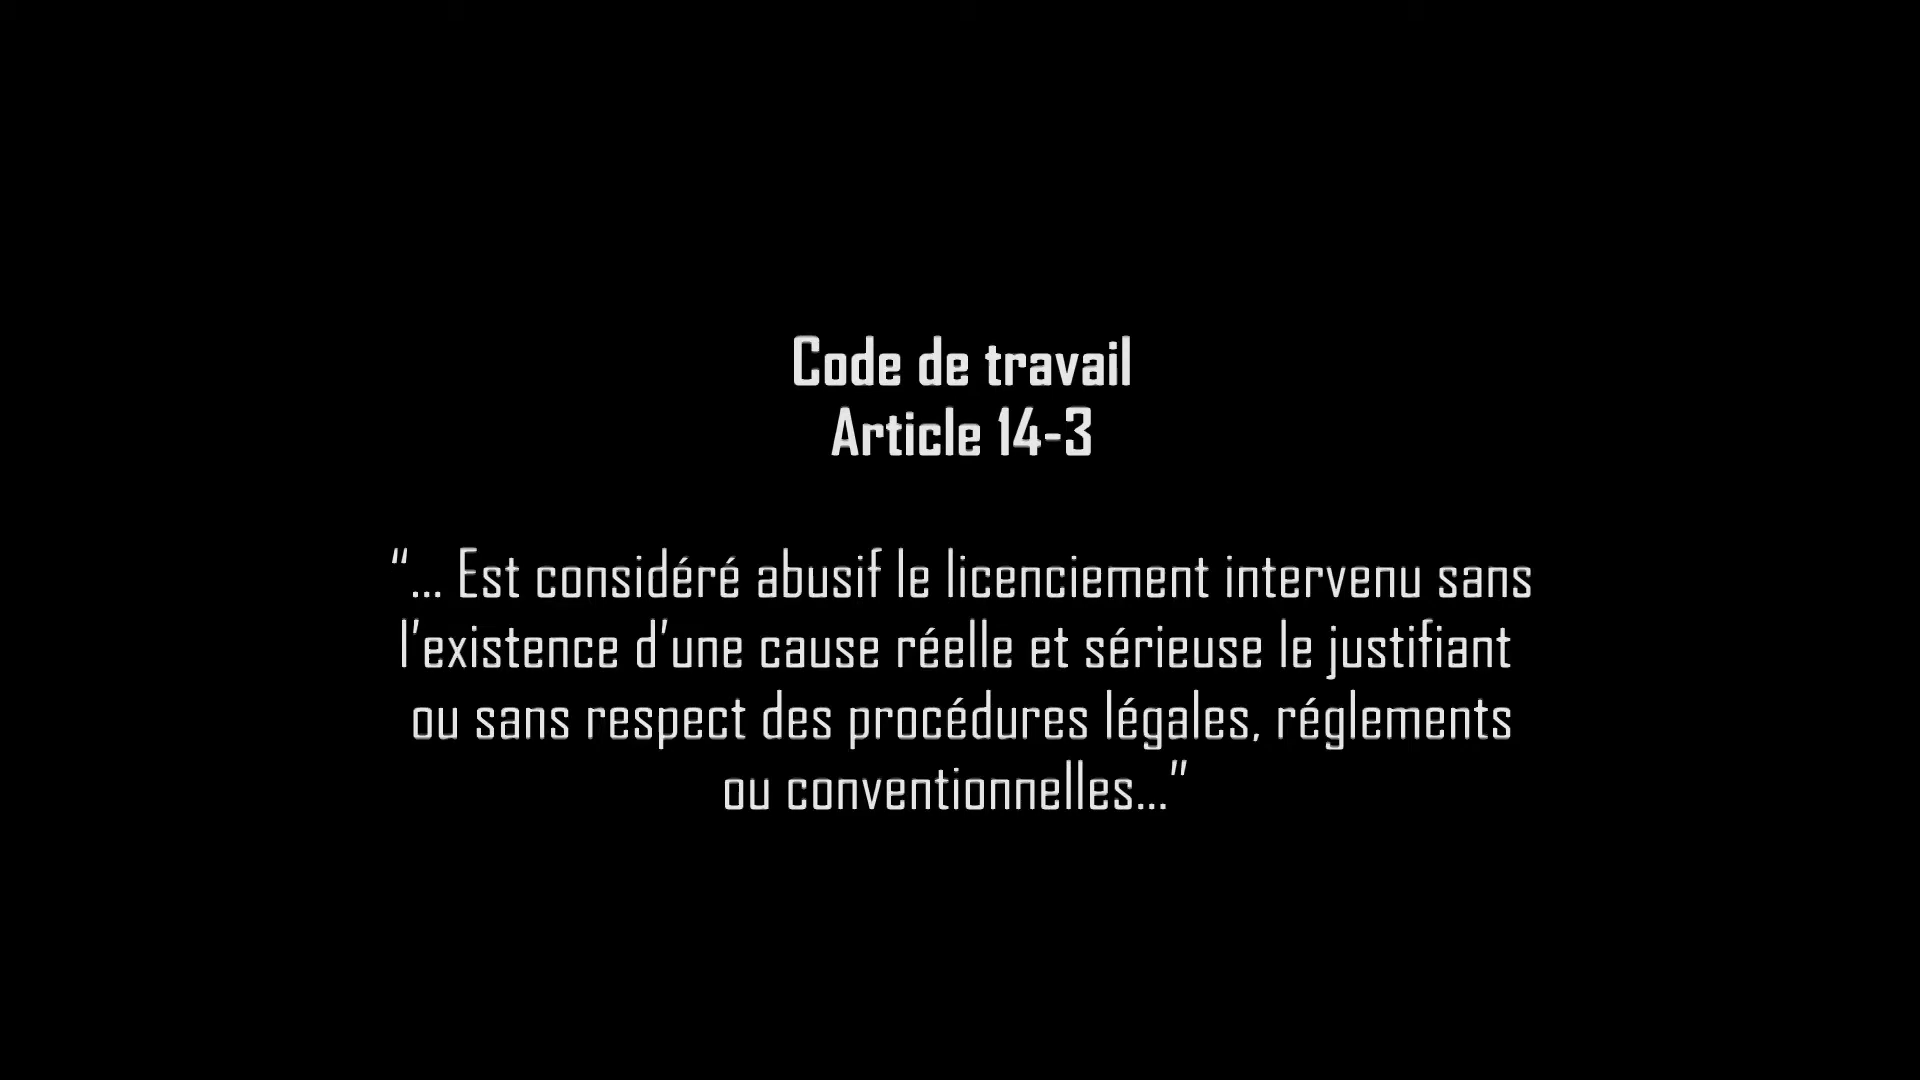 Code de travail
Article 14-3
“... Est considéré abusif le licenciement intervenu sans
l’existence d’une cause réelle et sérieuse le justifiant
ou sans respect des procédures légales, réglements
ou conventionnelles...”